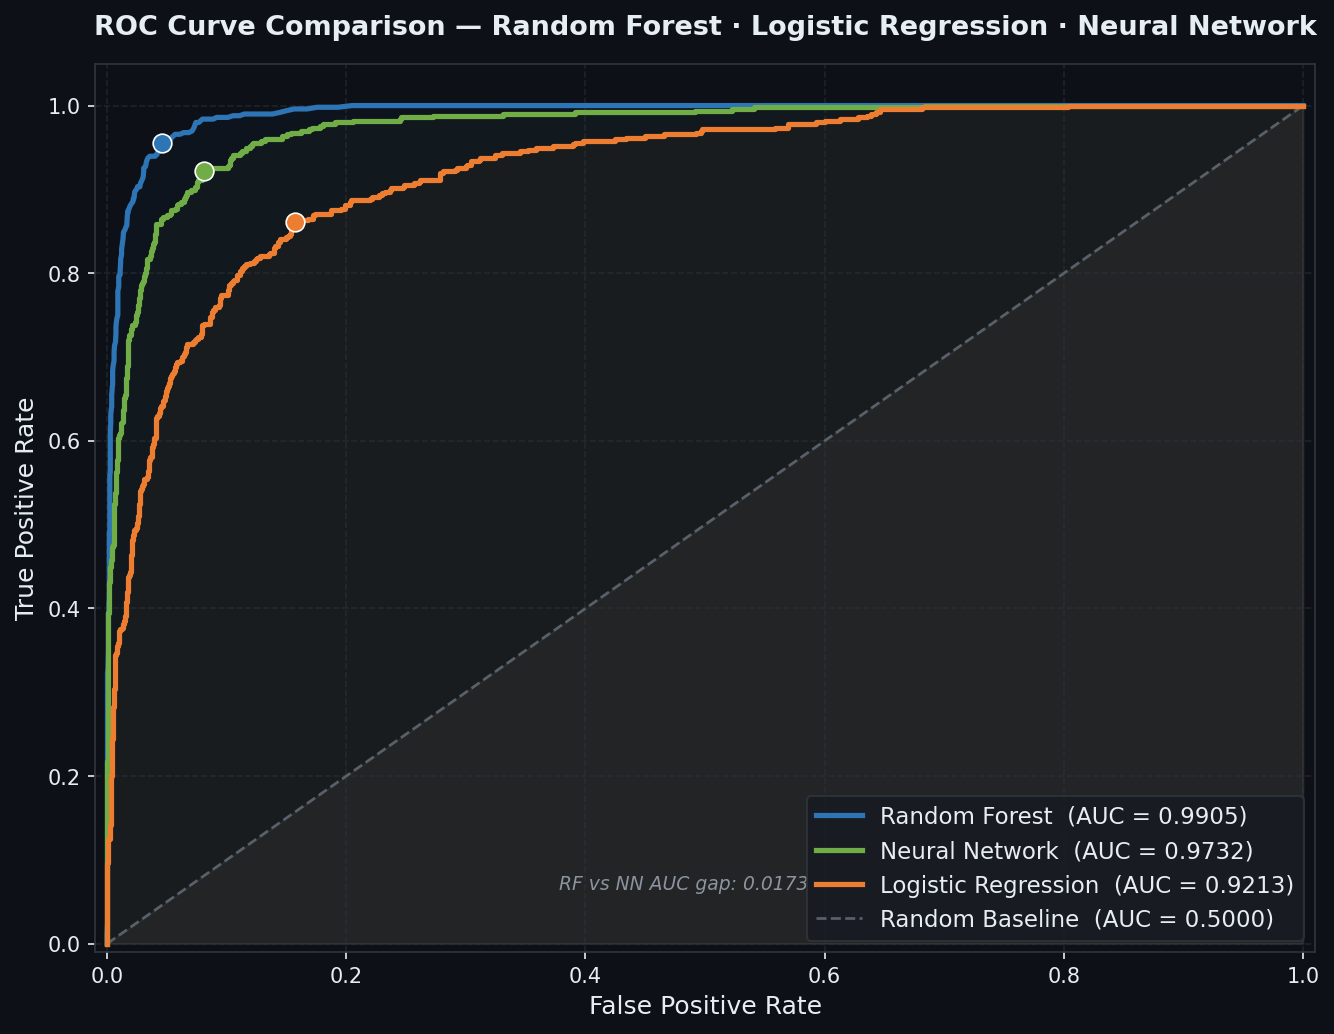 ROC Curve Comparison — Random Forest · Logistic Regression · Neural Network
True Positive Rate
1.0
0.8
0.6
0.4
0.2
0.0
0.0 0.2 0.4 0.6 0.8 1.0
False Positive Rate
RF vs NN AUC gap: 0.0173
Random Forest (AUC = 0.9905)
Neural Network (AUC = 0.9732)
Logistic Regression (AUC = 0.9213)
Random Baseline (AUC = 0.5000)